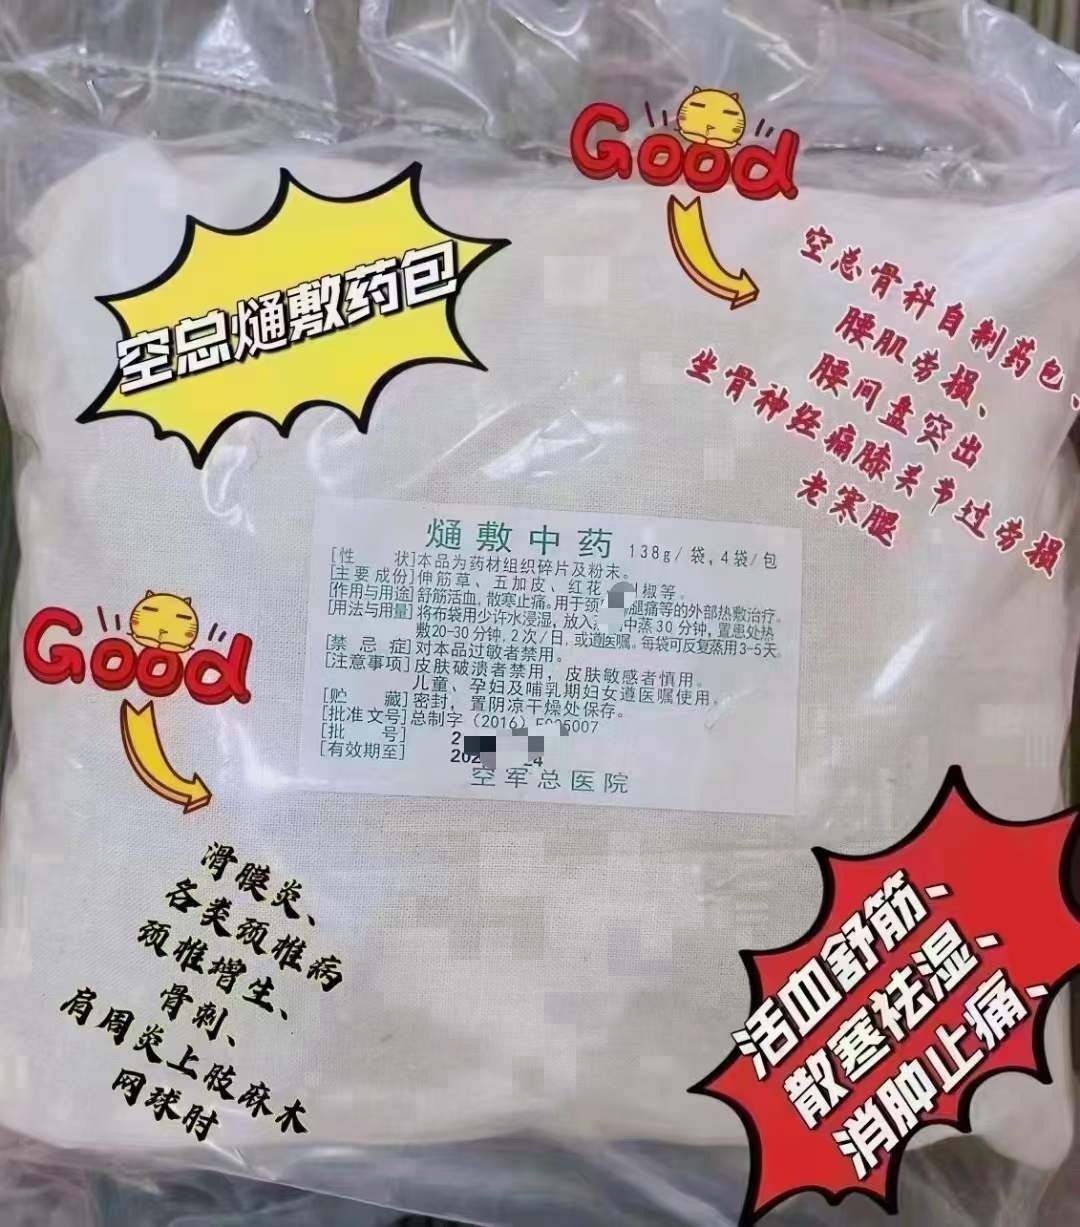 Good
空总骨科自制药包、
腰肌劳损、
腰间盘突出
坐骨神经痛膝关节过劳损
老寒腿
空总熥敷药包
熥敷中药 138g/袋,4袋/包
[性 状]本品为药材组织碎片及粉末。
[主要成份]伸筋草、五加皮、红花 椒等。
[作用与用途]舒筋活血,散寒止痛。用于颈 腿痛等的外部热敷治疗。
[用法与用量]将布袋用少许水浸湿,放入 中蒸30分钟,置患处热
敷20-30分钟,2次/日,或遵医嘱。每袋可反复蒸用3-5天。
[禁 忌 症]对本品过敏者禁用。
[注意事项]皮肤破溃者禁用,皮肤敏感者慎用。
儿童、孕妇及哺乳期妇女遵医嘱使用。
[贮 藏]密封,置阴凉干燥处保存。
[批准文号]总制字(2016) 5007
[批 号] 2
[有效期至] 202 4
空军总医院
Good
滑膜炎、
各类颈椎病
颈椎增生、
骨刺、
肩周炎上肢麻木
网球肘
活血舒筋、
散寒祛湿、
消肿止痛、